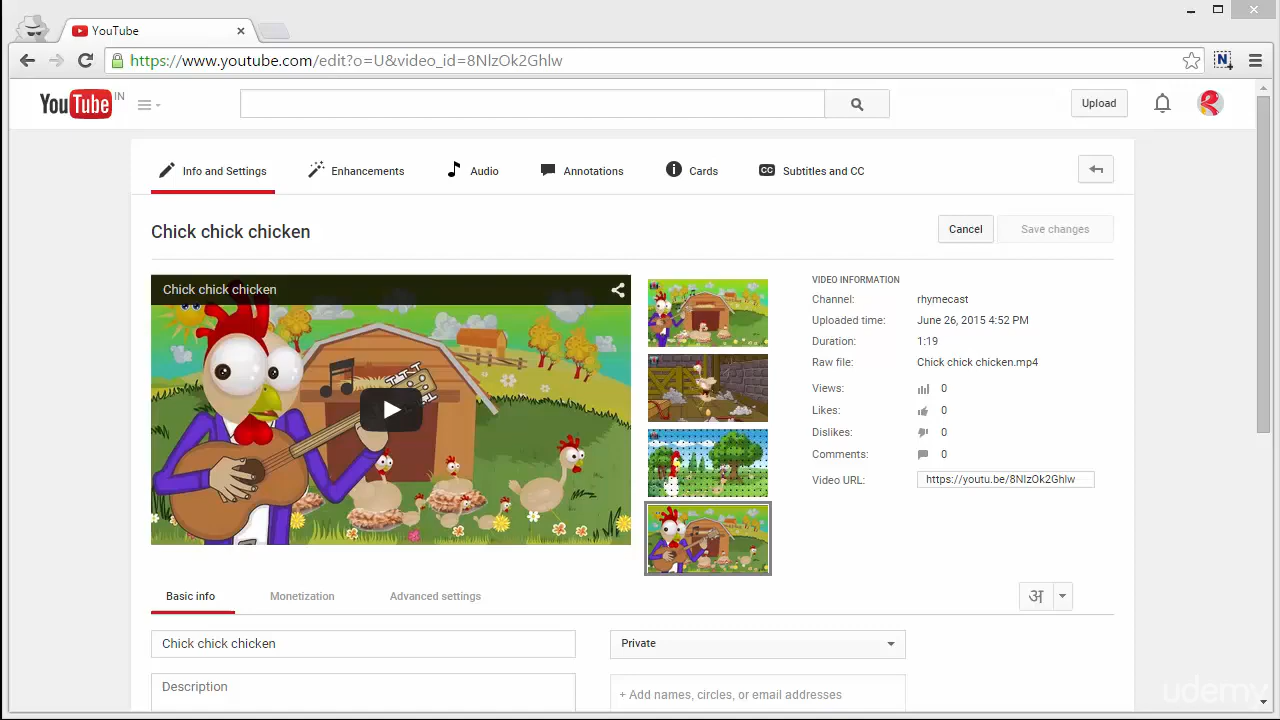 YouTube
https://www.youtube.com/edit?o=U&video_id=8NlzOk2Ghlw
YouTube IN
Upload
Info and Settings
Enhancements
Audio
Annotations
Cards
CC Subtitles and CC
Chick chick chicken
Cancel
Save changes
Chick chick chicken
VIDEO INFORMATION
Channel: rhymecast
Uploaded time: June 26, 2015 4:52 PM
Duration: 1:19
Raw file: Chick chick chicken.mp4
Views: 0
Likes: 0
Dislikes: 0
Comments: 0
Video URL: https://youtu.be/8NlzOk2Ghlw
Basic info
Monetization
Advanced settings
अ
Chick chick chicken
Private
Description
+ Add names, circles, or email addresses
udemy